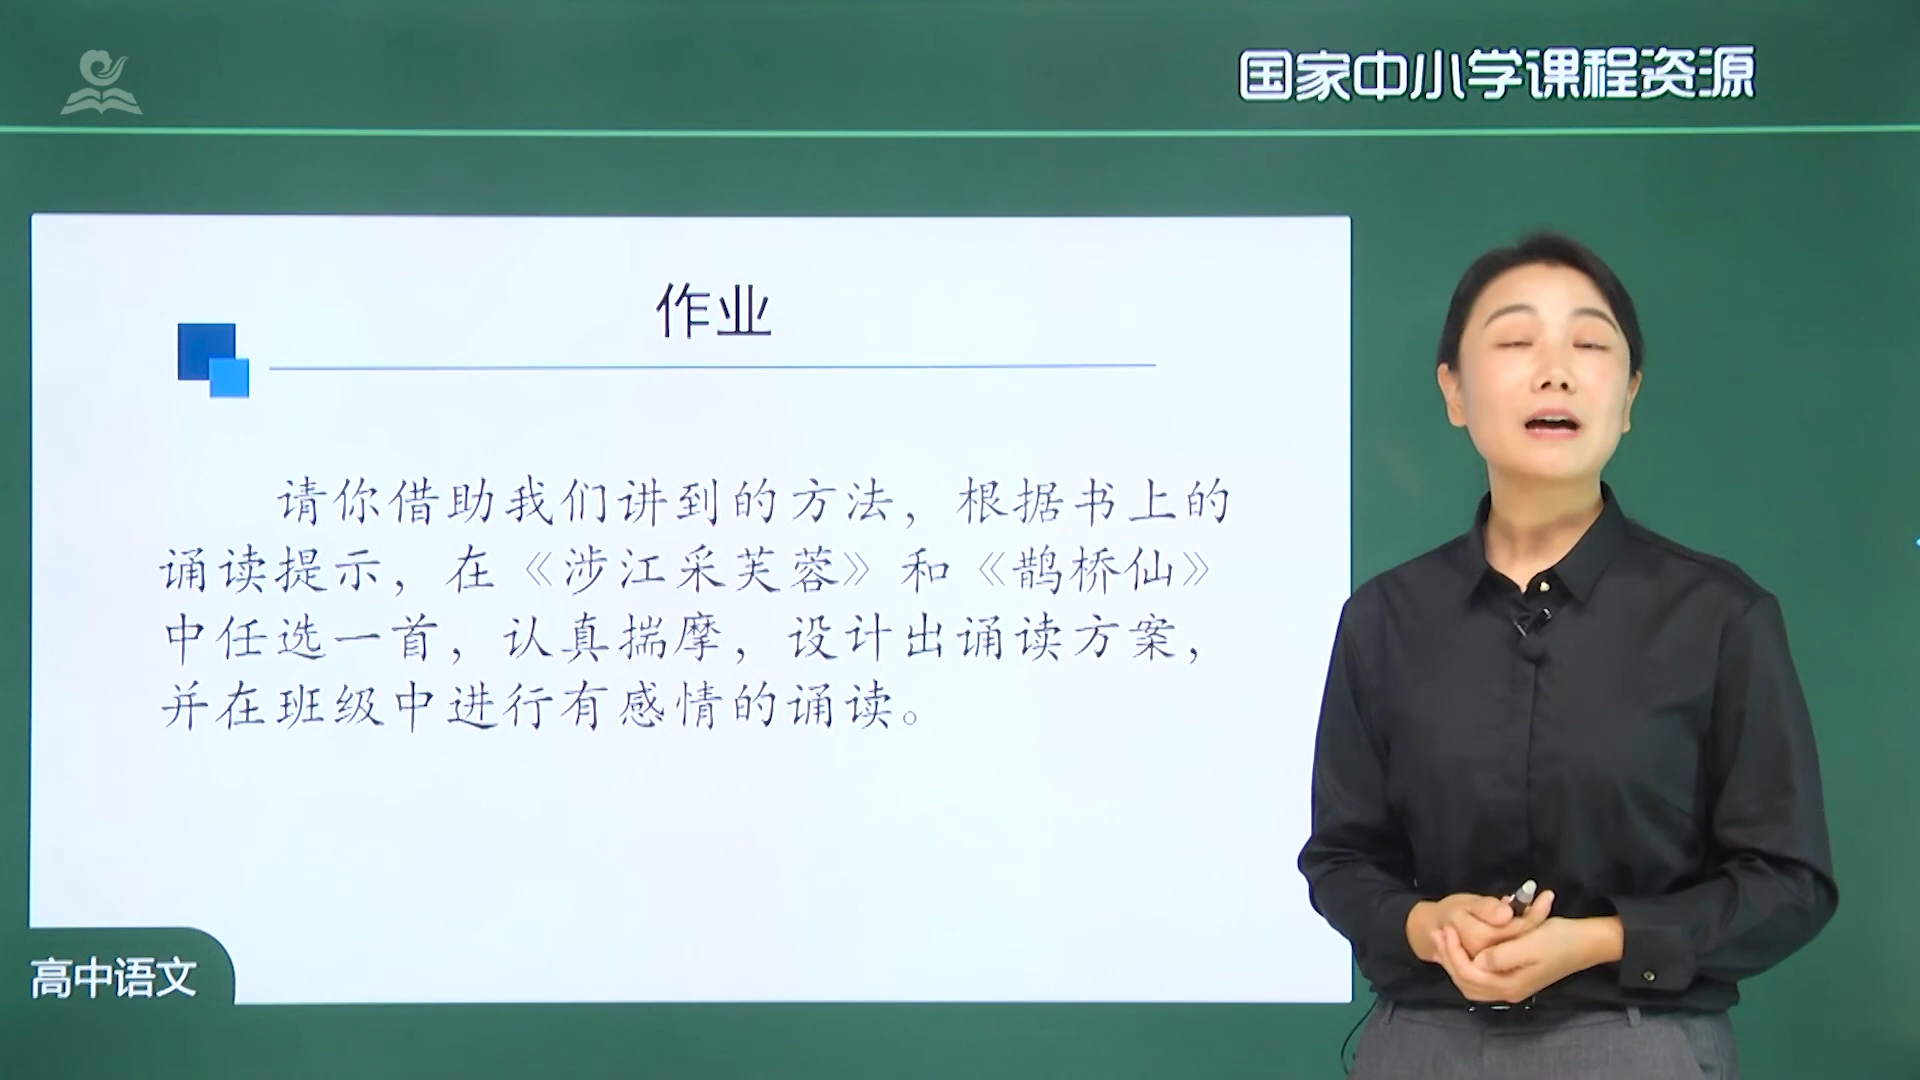 国家中小学课程资源
作业
请你借助我们讲到的方法，根据书上的
诵读提示，在《涉江采芙蓉》和《鹊桥仙》
中任选一首，认真揣摩，设计出诵读方案，
并在班级中进行有感情的诵读。
高中语文